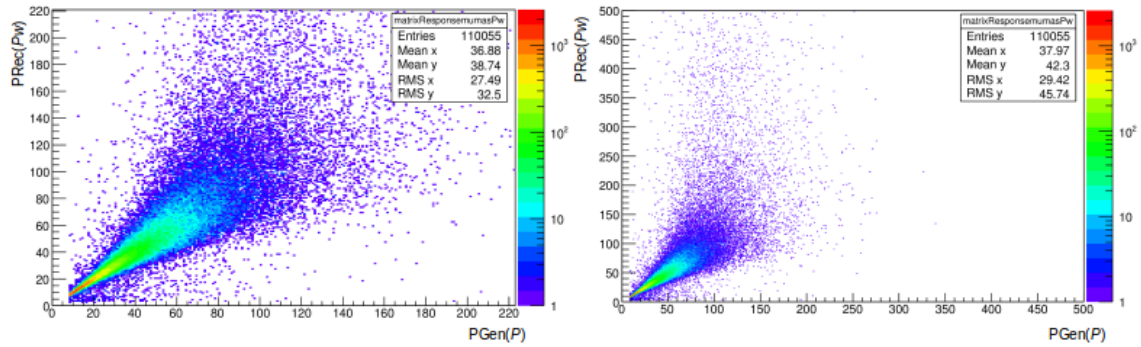 PRec(Pw)
220
200
180
160
140
120
100
80
60
40
20
0
0 20 40 60 80 100 120 140 160 180 200 220
PGen(P)
matrixResponsemumasPw
Entries 110055
Mean x 36.88
Mean y 38.74
RMS x 27.49
RMS y 32.5
10³
10²
10
1
PRec(Pw)
500
450
400
350
300
250
200
150
100
50
0
0 50 100 150 200 250 300 350 400 450 500
PGen(P)
matrixResponsemumasPw
Entries 110055
Mean x 37.97
Mean y 42.3
RMS x 29.42
RMS y 45.74
10³
10²
10
1